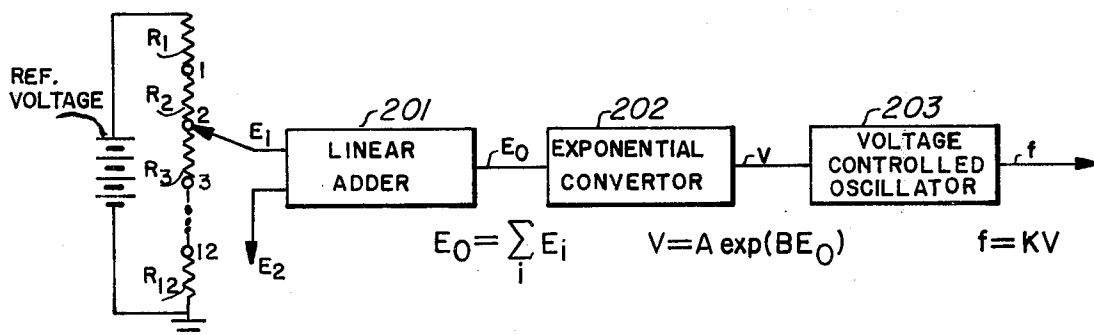 REF.
VOLTAGE
R1
1
R2
2
R3
3
12
R12
E1
E2
201
LINEAR
ADDER
E0
202
EXPONENTIAL
CONVERTOR
V
203
VOLTAGE
CONTROLLED
OSCILLATOR
f
E0 = ∑i Ei
V=A exp(BE0)
f=KV